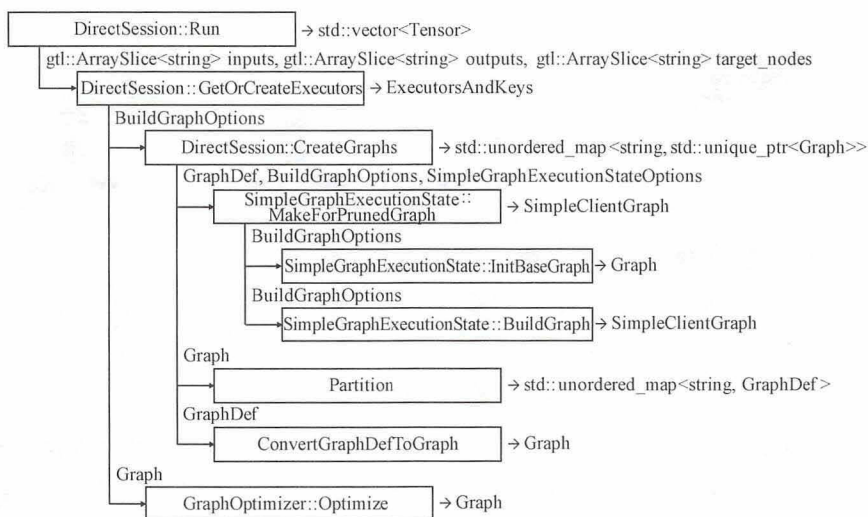 DirectSession::Run → std::vector<Tensor>
gtl::ArraySlice<string> inputs, gtl::ArraySlice<string> outputs, gtl::ArraySlice<string> target_nodes
DirectSession::GetOrCreateExecutors → ExecutorsAndKeys
BuildGraphOptions
DirectSession::CreateGraphs → std::unordered_map<string, std::unique_ptr<Graph>>
GraphDef, BuildGraphOptions, SimpleGraphExecutionStateOptions
SimpleGraphExecutionState::
MakeForPrunedGraph → SimpleClientGraph
BuildGraphOptions
SimpleGraphExecutionState::InitBaseGraph → Graph
BuildGraphOptions
SimpleGraphExecutionState::BuildGraph → SimpleClientGraph
Graph
Partition → std::unordered_map<string, GraphDef>
GraphDef
ConvertGraphDefToGraph → Graph
Graph
GraphOptimizer::Optimize → Graph